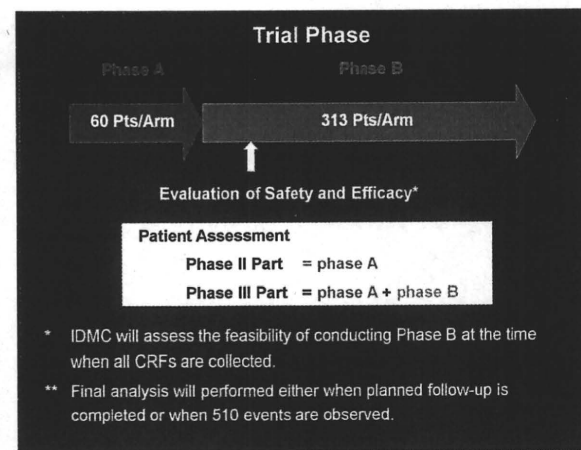 Trial Phase
Phase A
Phase B
60 Pts/Arm
313 Pts/Arm
Evaluation of Safety and Efficacy*
Patient Assessment
Phase II Part = phase A
Phase III Part = phase A + phase B
* IDMC will assess the feasibility of conducting Phase B at the time
when all CRFs are collected.
** Final analysis will performed either when planned follow-up is
completed or when 510 events are observed.